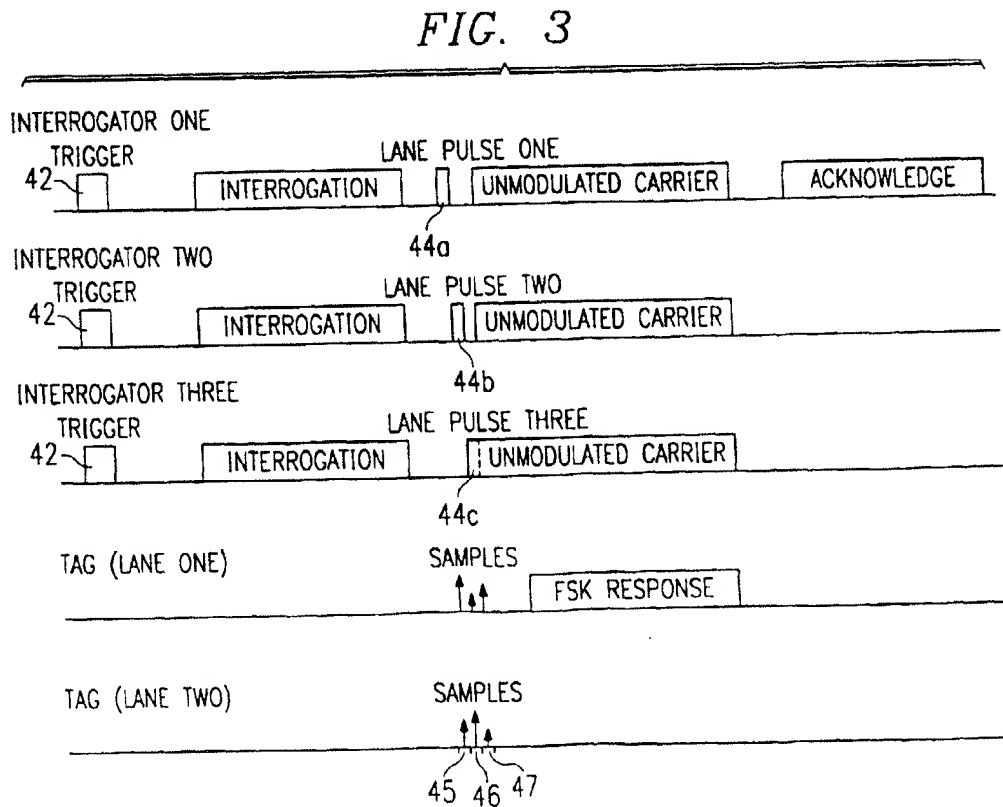 FIG. 3
INTERROGATOR ONE
TRIGGER
LANE PULSE ONE
42
INTERROGATION
UNMODULATED CARRIER
ACKNOWLEDGE
44a
INTERROGATOR TWO
TRIGGER
LANE PULSE TWO
42
INTERROGATION
UNMODULATED CARRIER
44b
INTERROGATOR THREE
TRIGGER
LANE PULSE THREE
42
INTERROGATION
UNMODULATED CARRIER
44c
TAG (LANE ONE)
SAMPLES
FSK RESPONSE
TAG (LANE TWO)
SAMPLES
45 46 47